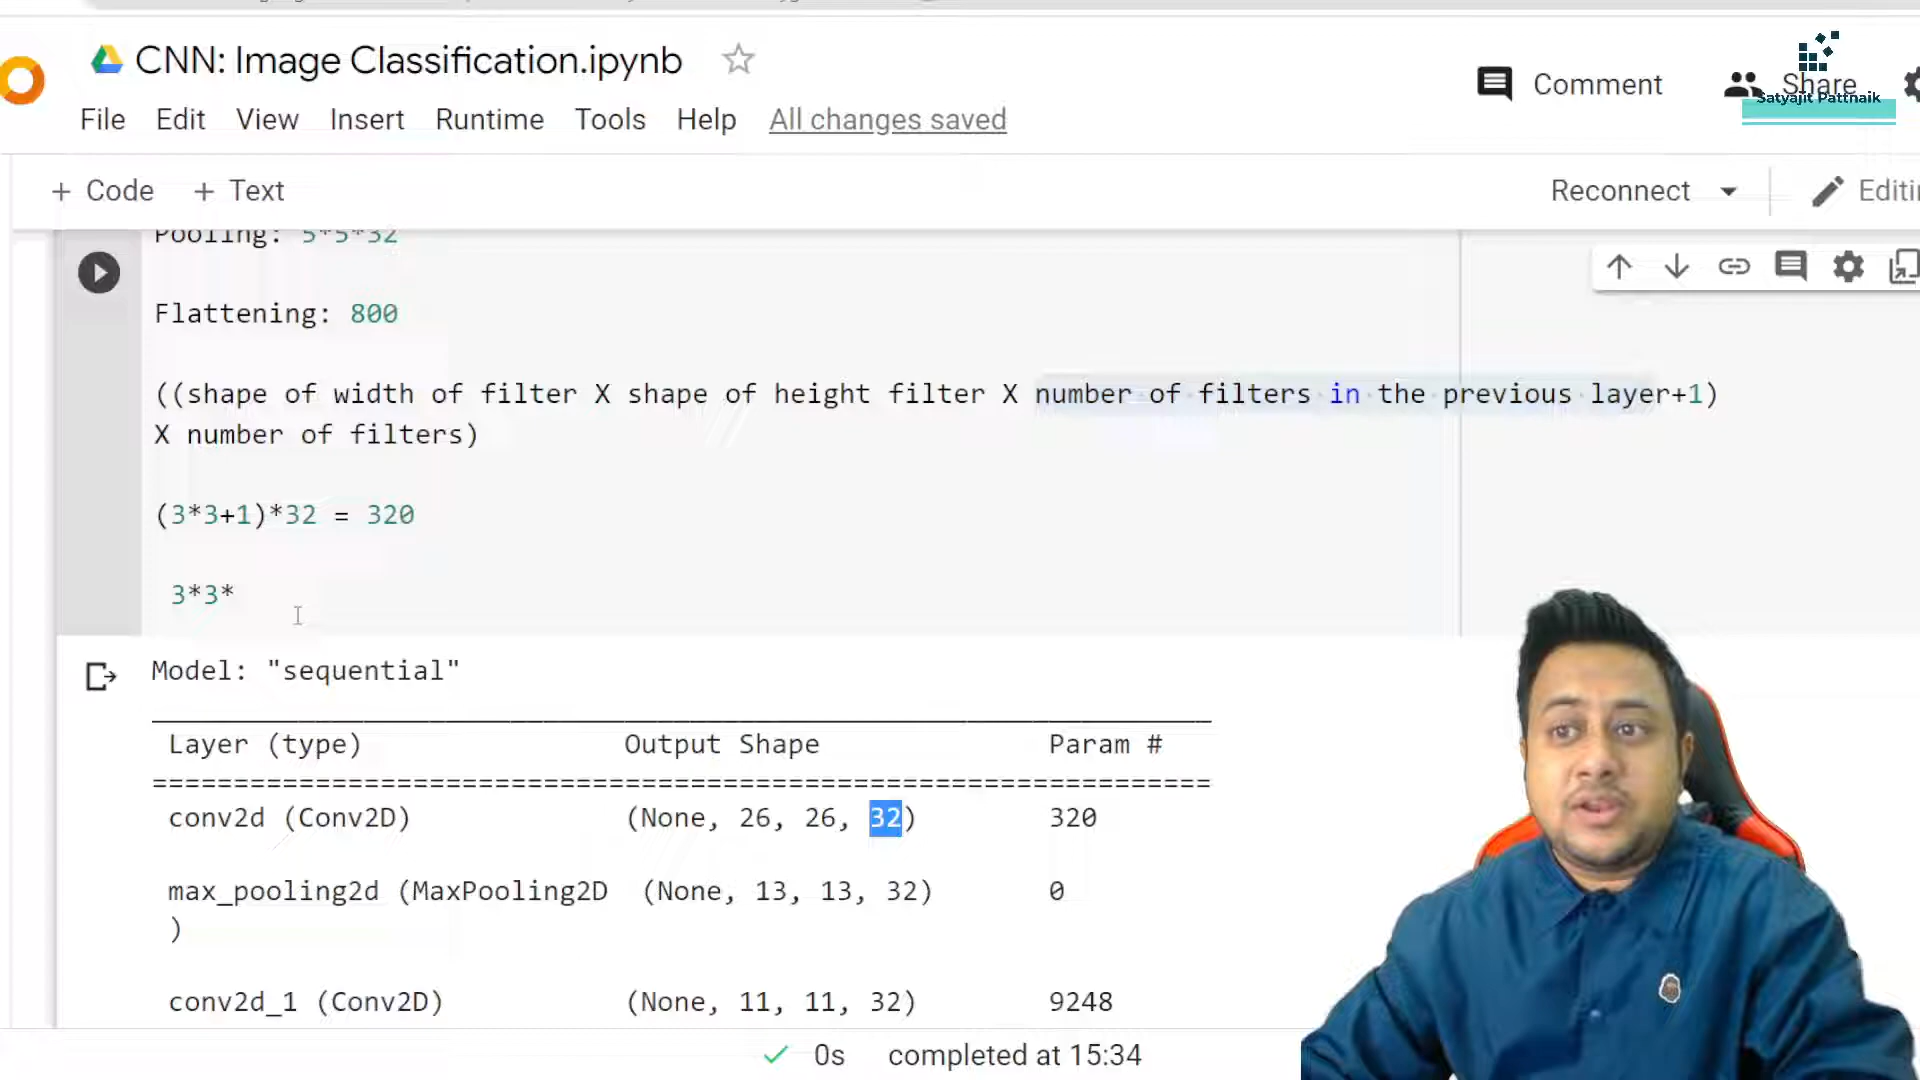 CNN: Image Classification.ipynb
Comment
Share
Satyajit Pattnaik
File Edit View Insert Runtime Tools Help All changes saved
+ Code + Text
Reconnect
Pooling: 5*5*32
Flattening: 800
((shape of width of filter X shape of height filter X number of filters in the previous layer+1)
X number of filters)
(3*3+1)*32 = 320
3*3*
Model: "sequential"
Layer (type) Output Shape Param #
conv2d (Conv2D) (None, 26, 26, 32) 320
max_pooling2d (MaxPooling2D (None, 13, 13, 32) 0
)
conv2d_1 (Conv2D) (None, 11, 11, 32) 9248
0s completed at 15:34